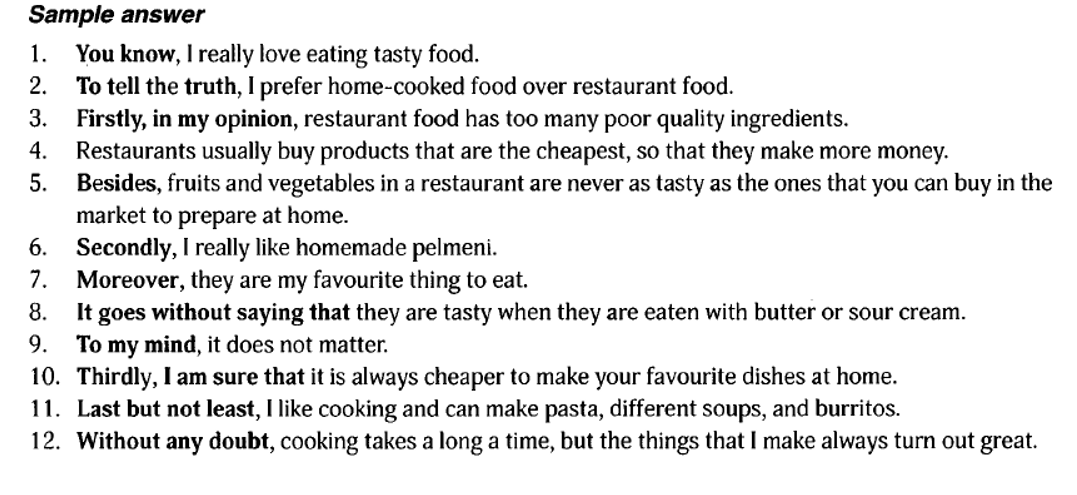 Sample answer
1. You know, I really love eating tasty food.
2. To tell the truth, I prefer home-cooked food over restaurant food.
3. Firstly, in my opinion, restaurant food has too many poor quality ingredients.
4. Restaurants usually buy products that are the cheapest, so that they make more money.
5. Besides, fruits and vegetables in a restaurant are never as tasty as the ones that you can buy in the
market to prepare at home.
6. Secondly, I really like homemade pelmeni.
7. Moreover, they are my favourite thing to eat.
8. It goes without saying that they are tasty when they are eaten with butter or sour cream.
9. To my mind, it does not matter.
10. Thirdly, I am sure that it is always cheaper to make your favourite dishes at home.
11. Last but not least, I like cooking and can make pasta, different soups, and burritos.
12. Without any doubt, cooking takes a long a time, but the things that I make always turn out great.